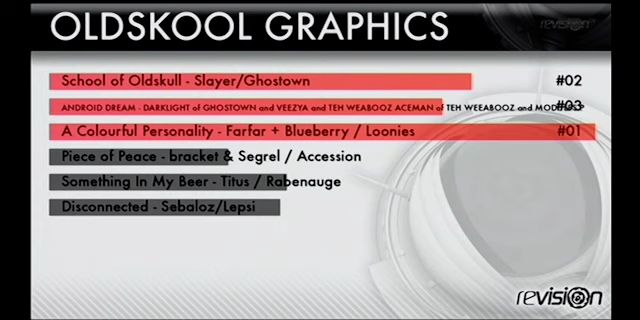 OLDSKOOL GRAPHICS
revision
School of Oldskull - Slayer/Ghostown #02
ANDROID DREAM - DARKLIGHT of GHOSTOWN and VEEZYA and TEH WEABOOZ ACEMAN of TEH WEEABOOZ and #03
A Colourful Personality - Farfar + Blueberry / Loonies #01
Piece of Peace - bracket & Segrel / Accession
Something In My Beer - Titus / Rabenauge
Disconnected - Sebaloz/Lepsi
revision